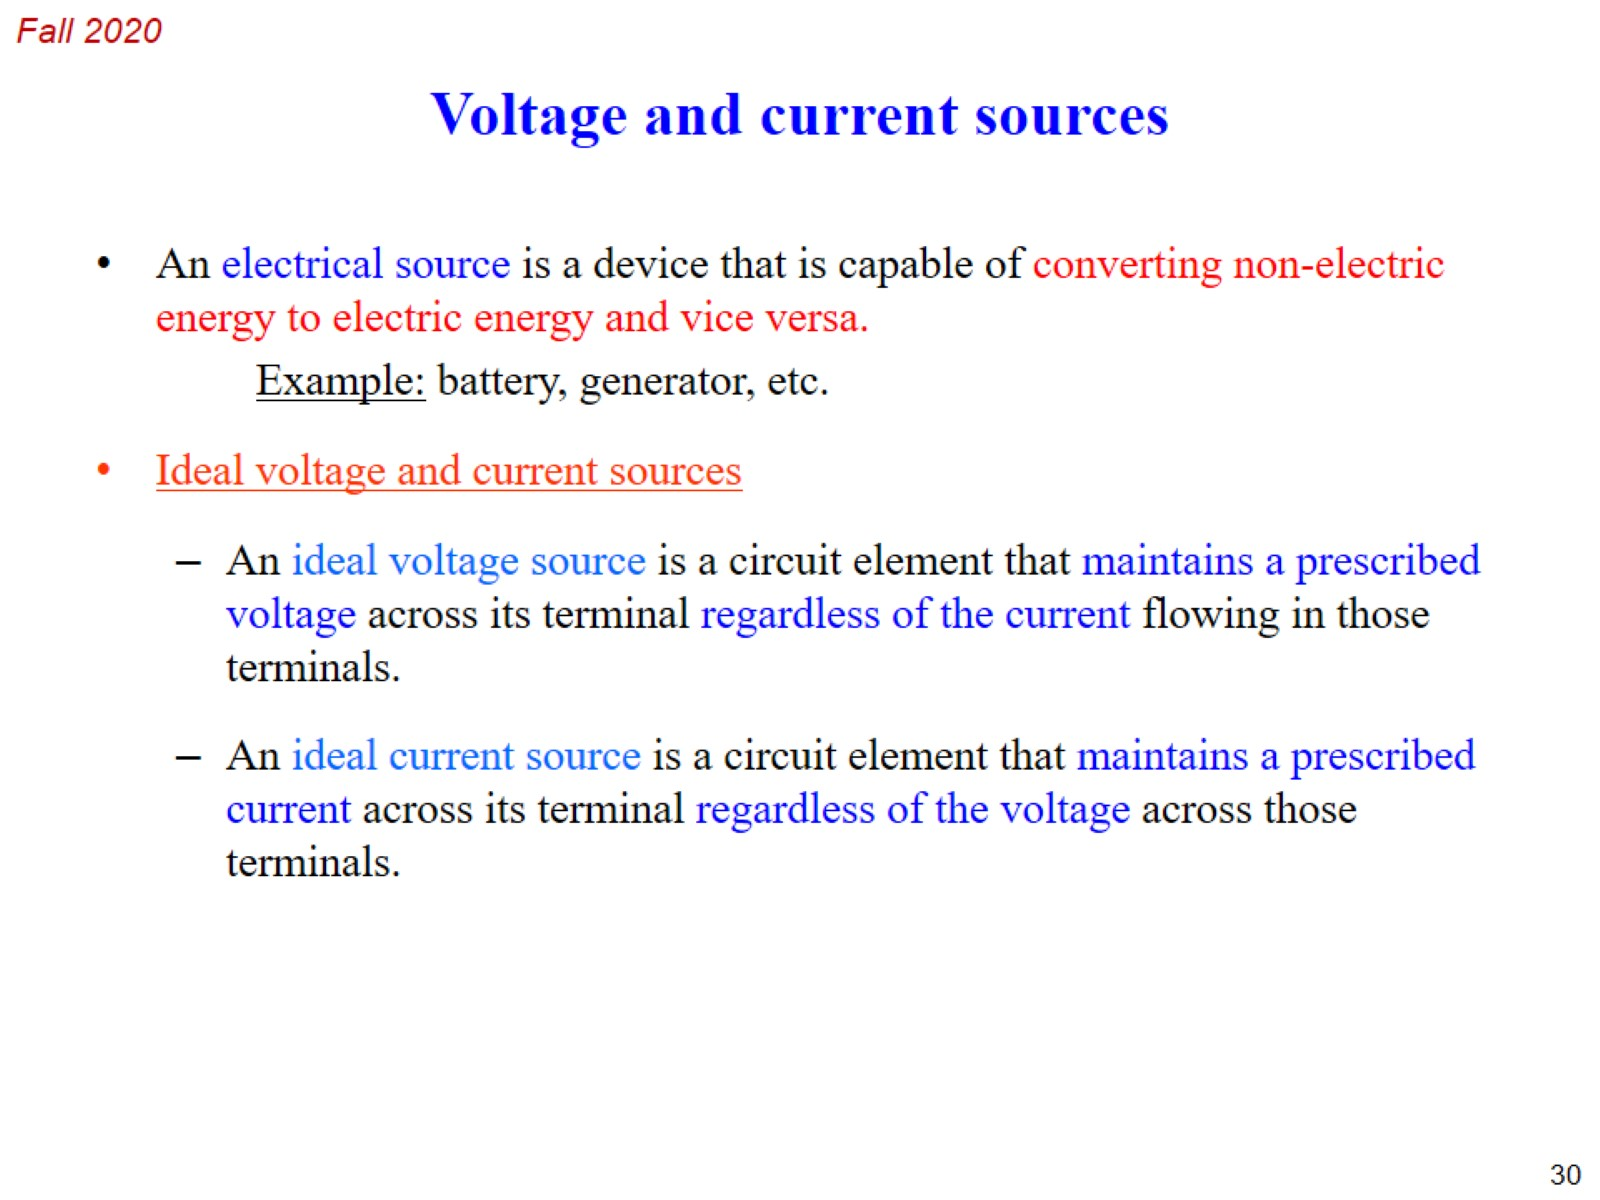 Fall 2020
Voltage and current sources
• An electrical source is a device that is capable of converting non-electric
energy to electric energy and vice versa.
Example: battery, generator, etc.
• Ideal voltage and current sources
– An ideal voltage source is a circuit element that maintains a prescribed
voltage across its terminal regardless of the current flowing in those
terminals.
– An ideal current source is a circuit element that maintains a prescribed
current across its terminal regardless of the voltage across those
terminals.
30